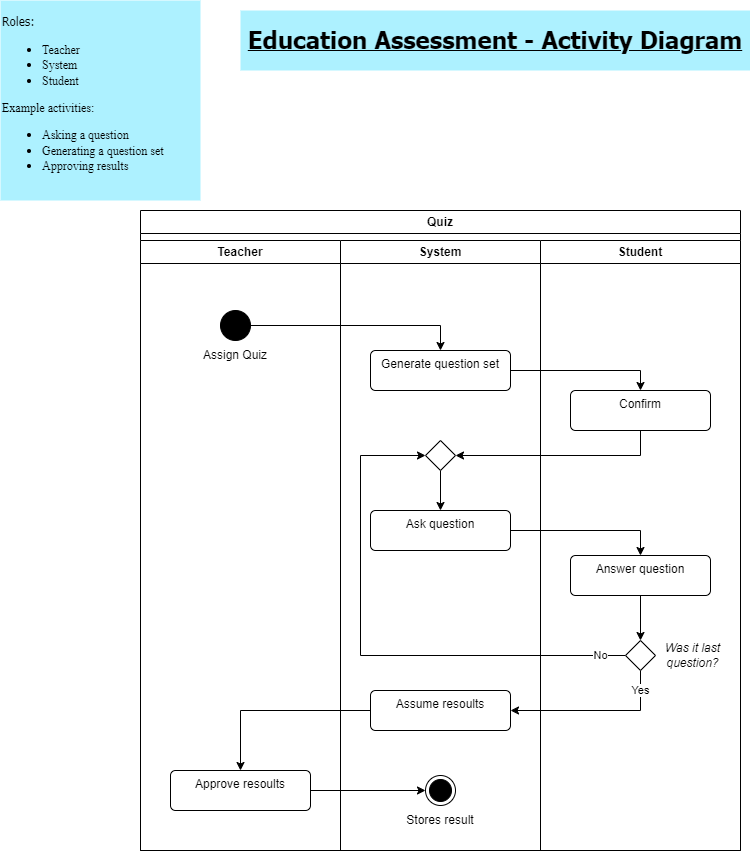 Roles:
Teacher
System
Student
Example activities:
Asking a question
Generating a question set
Approving results
Education Assessment - Activity Diagram
Quiz
Teacher
System
Student
Assign Quiz
Generate question set
Confirm
Ask question
Answer question
Was it last
question?
No
Yes
Assume resoults
Approve resoults
Stores result